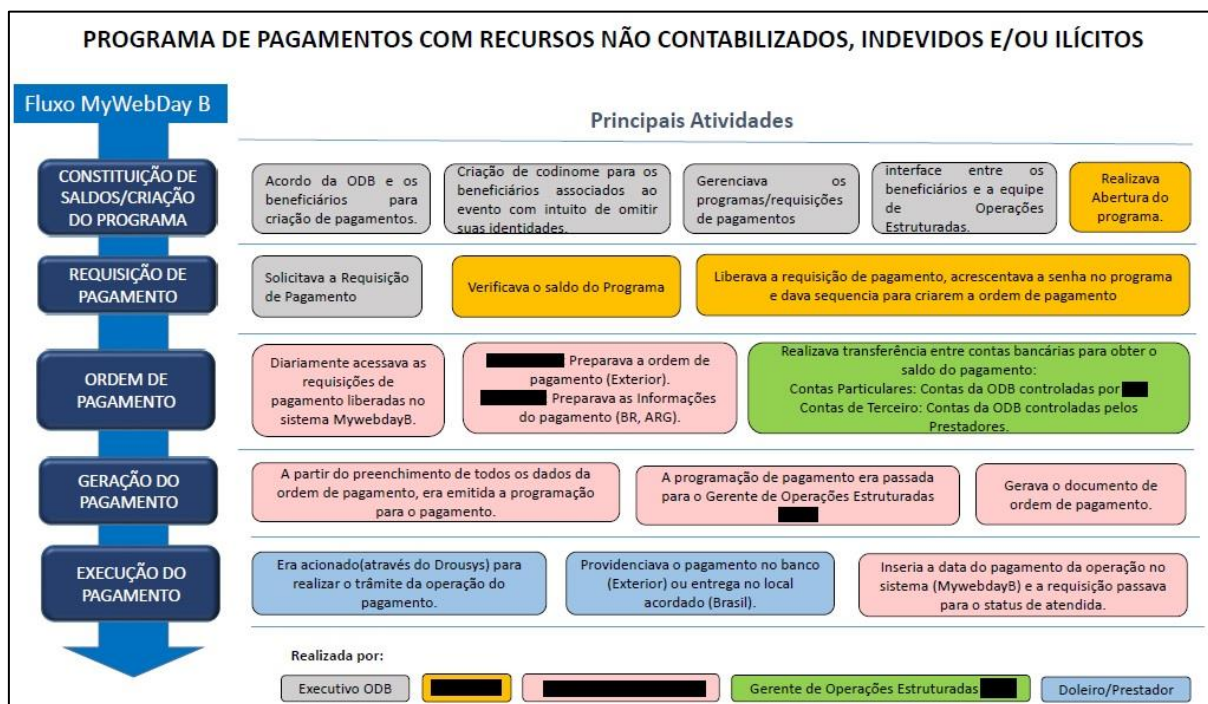 PROGRAMA DE PAGAMENTOS COM RECURSOS NÃO CONTABILIZADOS, INDEVIDOS E/OU ILÍCITOS
Fluxo MyWebDay B
Principais Atividades
CONSTITUIÇÃO DE
SALDOS/CRIAÇÃO
DO PROGRAMA
Acordo da ODB e os
beneficiários para
criação de pagamentos.
Criação de codinome para os
beneficiários associados ao
evento com intuito de omitir
suas identidades.
Gerenciava os
programas/requisições
de pagamentos
interface entre os
beneficiários e a equipe
de Operações
Estruturadas.
Realizava
Abertura do
programa.
REQUISIÇÃO DE
PAGAMENTO
Solicitava a Requisição
de Pagamento
Verificava o saldo do Programa
Liberava a requisição de pagamento, acrescentava a senha no programa
e dava sequencia para criarem a ordem de pagamento
ORDEM DE
PAGAMENTO
Diariamente acessava as
requisições de
pagamento liberadas no
sistema MywebdayB.
Preparava a ordem de
pagamento (Exterior).
Preparava as Informações
do pagamento (BR, ARG).
Realizava transferência entre contas bancárias para obter o
saldo do pagamento:
Contas Particulares: Contas da ODB controladas por
Contas de Terceiro: Contas da ODB controladas pelos
Prestadores.
GERAÇÃO DO
PAGAMENTO
A partir do preenchimento de todos os dados da
ordem de pagamento, era emitida a programação
para o pagamento.
A programação de pagamento era passada
para o Gerente de Operações Estruturadas
Gerava o documento de
ordem de pagamento.
EXECUÇÃO DO
PAGAMENTO
Era acionado(através do Drousys) para
realizar o trâmite da operação do
pagamento.
Providenciava o pagamento no banco
(Exterior) ou entrega no local
acordado (Brasil).
Inseria a data do pagamento da operação no
sistema (MywebdayB) e a requisição passava
para o status de atendida.
Realizada por:
Executivo ODB
Gerente de Operações Estruturadas
Doleiro/Prestador